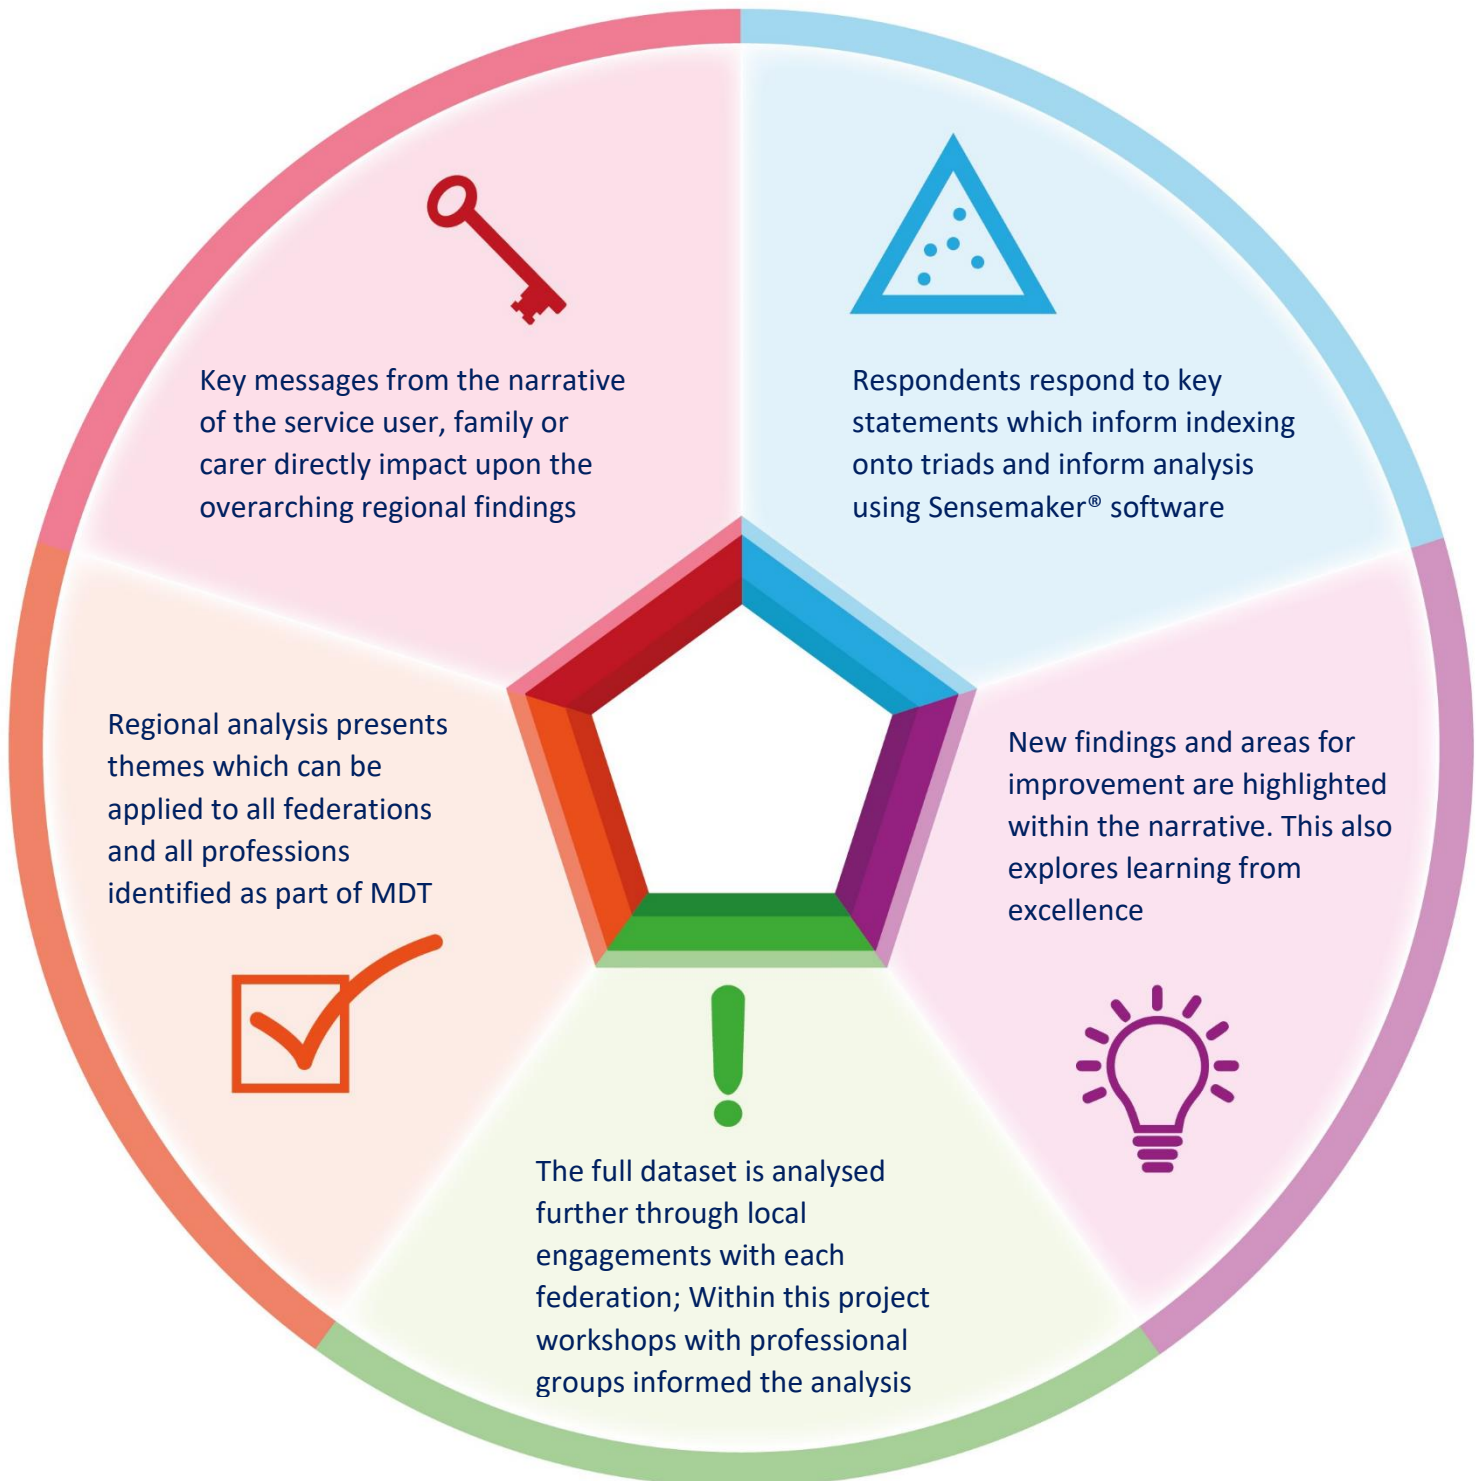 Key messages from the narrative
of the service user, family or
carer directly impact upon the
overarching regional findings
Respondents respond to key
statements which inform indexing
onto triads and inform analysis
using Sensemaker® software
Regional analysis presents
themes which can be
applied to all federations
and all professions
identified as part of MDT
New findings and areas for
improvement are highlighted
within the narrative. This also
explores learning from
excellence
The full dataset is analysed
further through local
engagements with each
federation; Within this project
workshops with professional
groups informed the analysis